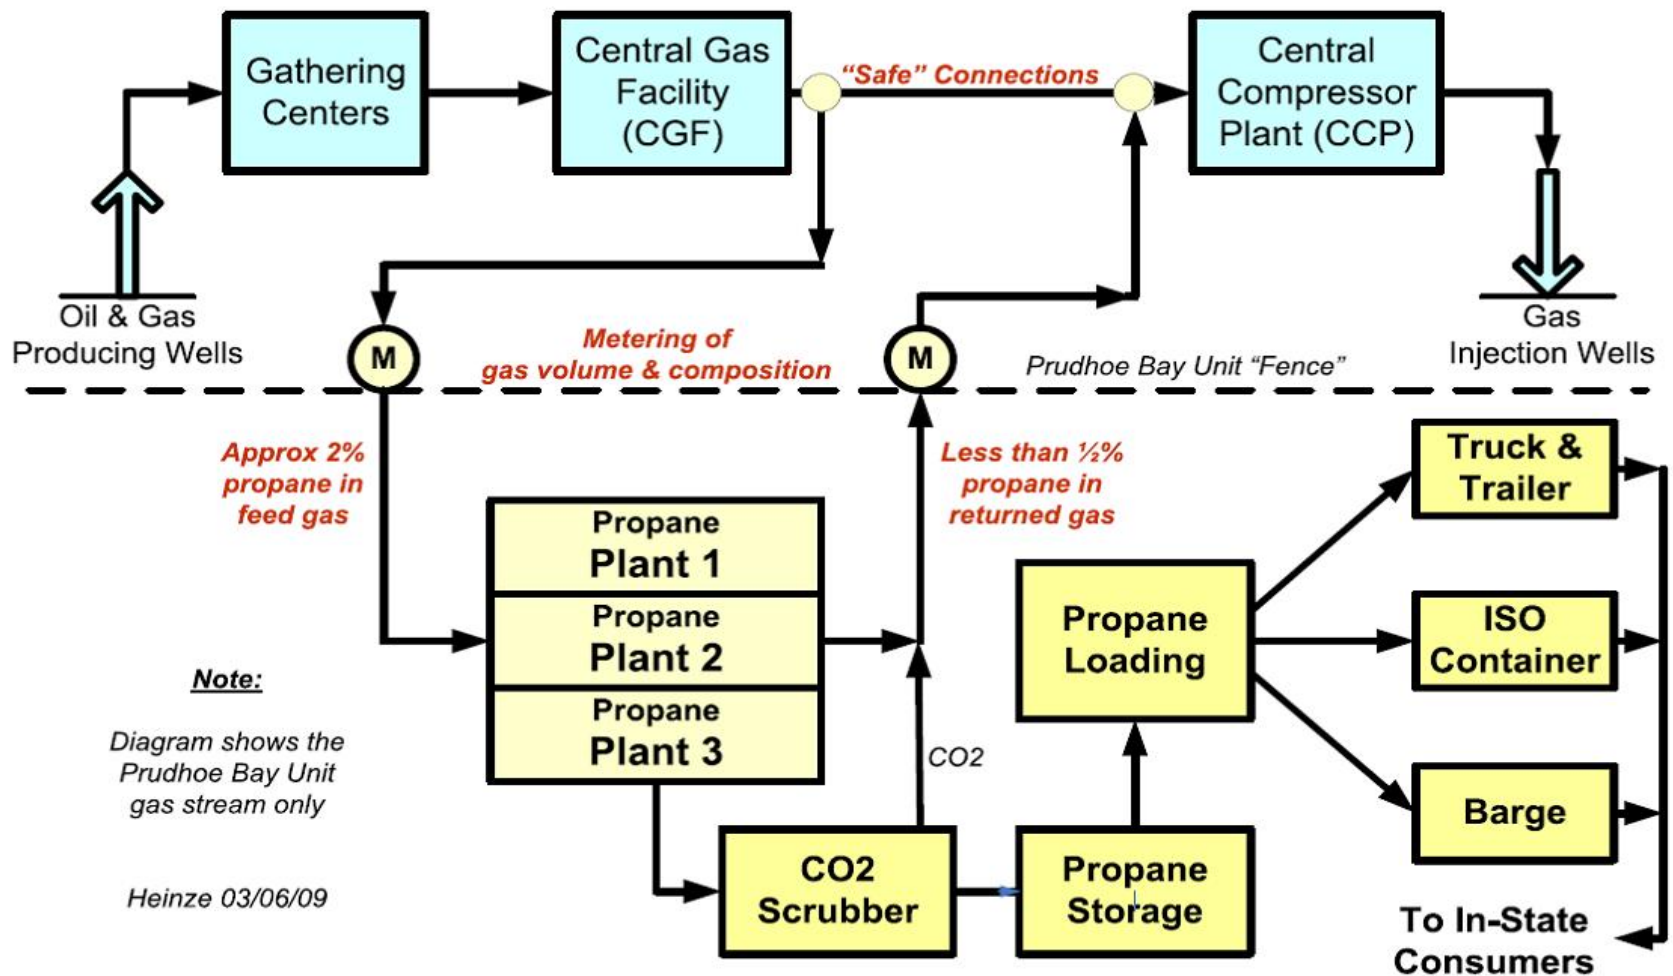 Gathering
Centers
Central Gas
Facility
(CGF)
“Safe” Connections
Central
Compressor
Plant (CCP)
Oil & Gas
Producing Wells
M
Metering of
gas volume & composition
M
Prudhoe Bay Unit “Fence”
Gas
Injection Wells
Approx 2%
propane in
feed gas
Less than ½%
propane in
returned gas
Propane
Plant 1
Propane
Plant 2
Propane
Plant 3
Propane
Loading
Truck &
Trailer
ISO
Container
Barge
Note:
Diagram shows the
Prudhoe Bay Unit
gas stream only
Heinze 03/06/09
CO2
CO2
Scrubber
Propane
Storage
To In-State
Consumers